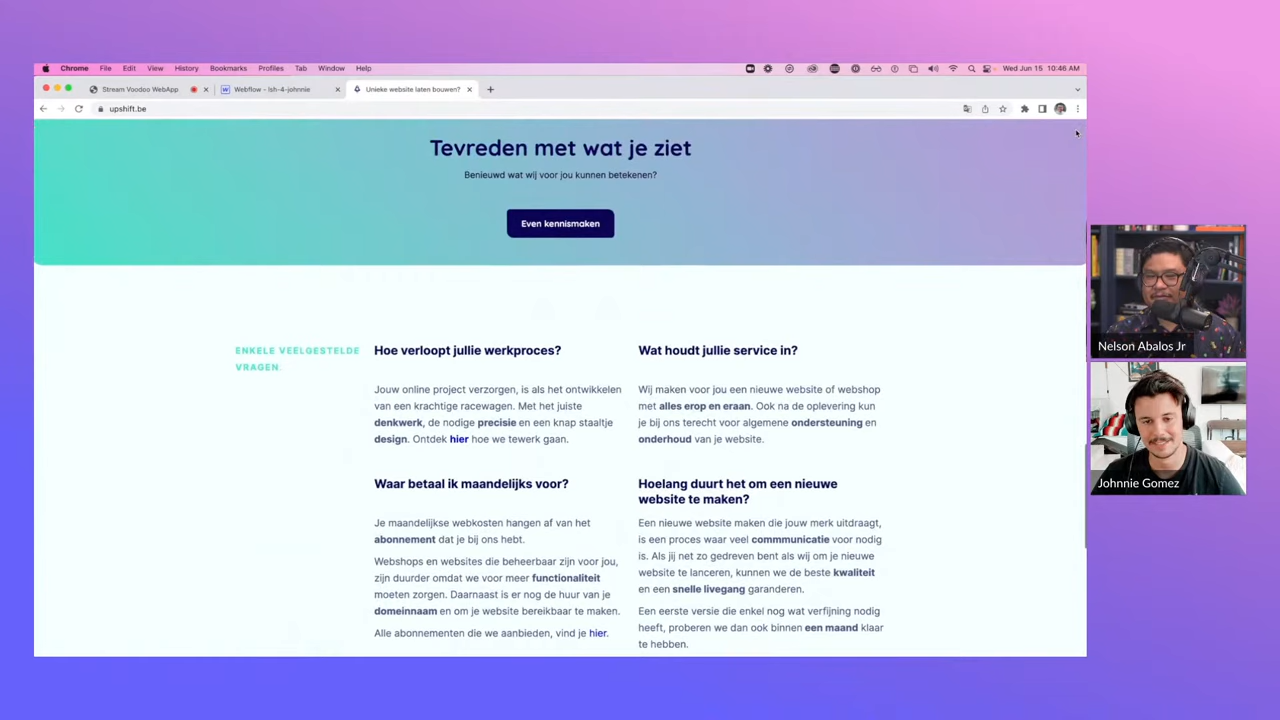 Chrome File Edit View History Bookmarks Profiles Tab Window Help Wed Jun 15 10:46 AM
Stream Voodoo WebApp
Webflow - !sh-4-johnnie
Unieke website laten bouwen?
upshift.be
Tevreden met wat je ziet
Benieuwd wat wij voor jou kunnen betekenen?
Even kennismaken
ENKELE VEELGESTELDE
VRAGEN.
Hoe verloopt jullie werkproces?
Jouw online project verzorgen, is als het ontwikkelen
van een krachtige racewagen. Met het juiste
denkwerk, de nodige precisie en een knap staaltje
design. Ontdek hier hoe we tewerk gaan.
Wat houdt jullie service in?
Wij maken voor jou een nieuwe website of webshop
met alles erop en eraan. Ook na de oplevering kun
je bij ons terecht voor algemene ondersteuning en
onderhoud van je website.
Waar betaal ik maandelijks voor?
Je maandelijkse webkosten hangen af van het
abonnement dat je bij ons hebt.
Webshops en websites die beheerbaar zijn voor jou,
zijn duurder omdat we voor meer functionaliteit
moeten zorgen. Daarnaast is er nog de huur van je
domeinnaam en om je website bereikbaar te maken.
Alle abonnementen die we aanbieden, vind je hier.
Hoelang duurt het om een nieuwe
website te maken?
Een nieuwe website maken die jouw merk uitdraagt,
is een proces waar veel commmunicatie voor nodig
is. Als jij net zo gedreven bent als wij om je nieuwe
website te lanceren, kunnen we de beste kwaliteit
en een snelle livegang garanderen.
Een eerste versie die enkel nog wat verfijning nodig
heeft, proberen we dan ook binnen een maand klaar
te hebben.
Nelson Abalos Jr
Johnnie Gomez